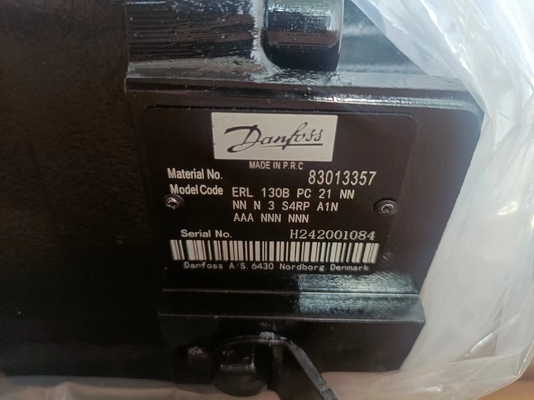 Danfoss
MADE IN P.R.C
Material No. 83013357
Model Code ERL 130B PC 21 NN
NN N 3 S4RP A1N
AAA NNN NNN
Serial No. H242001084
Danfoss A/S. 6430 Nordborg Denmark